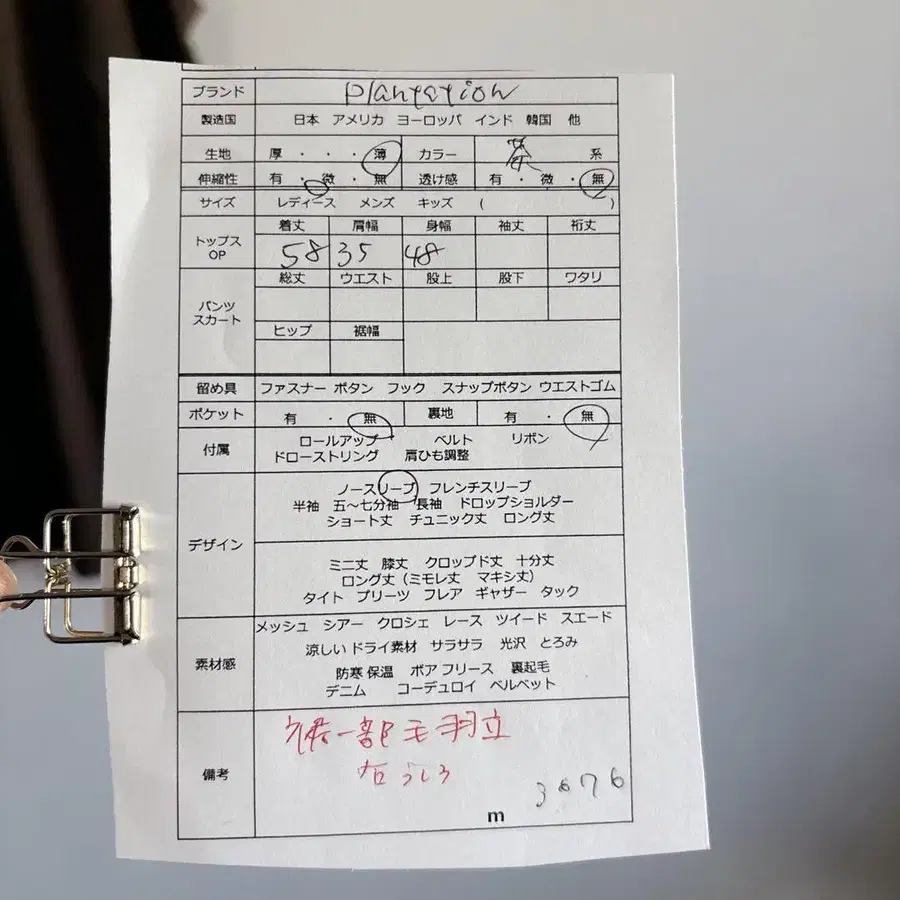 ブランド Plantation
製造国 日本 アメリカ ヨーロッパ インド 韓国 他
生地 厚 ・ ・ ・ 薄 カラー 茶 系
伸縮性 有 ・ 微 ・ 無 透け感 有 ・ 微 ・ 無
サイズ レディース メンズ キッズ ( )
トップス OP 着丈 肩幅 身幅 袖丈 裄丈
58 35 48
パンツ スカート 総丈 ウエスト 股上 股下 ワタリ
ヒップ 裾幅
留め具 ファスナー ボタン フック スナップボタン ウエストゴム
ポケット 有 ・ 無 裏地 有 ・ 無
付属 ロールアップ ベルト リボン
ドローストリング 肩ひも調整
デザイン ノースリーブ フレンチスリーブ
半袖 五〜七分袖 長袖 ドロップショルダー
ショート丈 チュニック丈 ロング丈
ミニ丈 膝丈 クロップド丈 十分丈
ロング丈(ミモレ丈 マキシ丈)
タイト プリーツ フレア ギャザー タック
素材感 メッシュ シアー クロシェ レース ツイード スエード
涼しい ドライ素材 サラサラ 光沢 とろみ
防寒 保温 ボア フリース 裏起毛
デニム コーデュロイ ベルベット
備考 裾一部毛羽立
右うしろ
m 3676